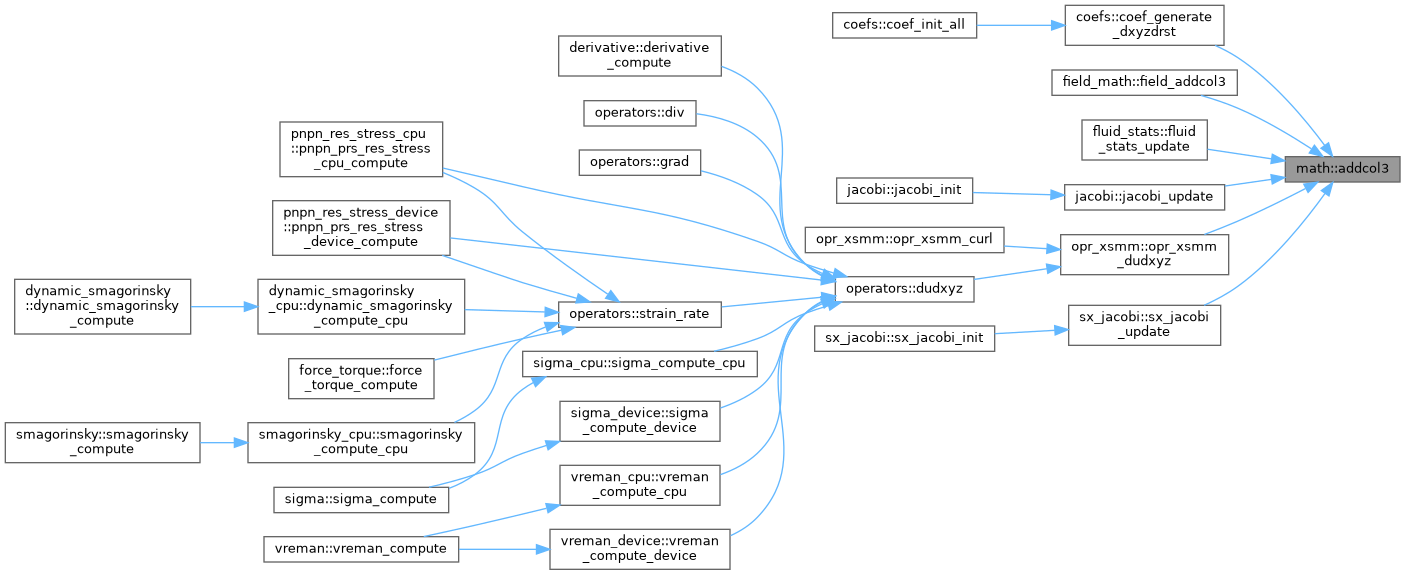 coefs::coef_init_all
coefs::coef_generate
_dxyzdrst
derivative::derivative
_compute
field_math::field_addcol3
operators::div
pnpn_res_stress_cpu
::pnpn_prs_res_stress
_cpu_compute
fluid_stats::fluid
_stats_update
operators::grad
math::addcol3
jacobi::jacobi_init
jacobi::jacobi_update
pnpn_res_stress_device
::pnpn_prs_res_stress
_device_compute
opr_xsmm::opr_xsmm_curl
opr_xsmm::opr_xsmm
_dudxyz
dynamic_smagorinsky
::dynamic_smagorinsky
_compute
dynamic_smagorinsky
_cpu::dynamic_smagorinsky
_compute_cpu
operators::dudxyz
operators::strain_rate
sx_jacobi::sx_jacobi_init
sx_jacobi::sx_jacobi
_update
force_torque::force
_torque_compute
sigma_cpu::sigma_compute_cpu
sigma_device::sigma
_compute_device
smagorinsky::smagorinsky
_compute
smagorinsky_cpu::smagorinsky
_compute_cpu
vreman_cpu::vreman
_compute_cpu
sigma::sigma_compute
vreman::vreman_compute
vreman_device::vreman
_compute_device